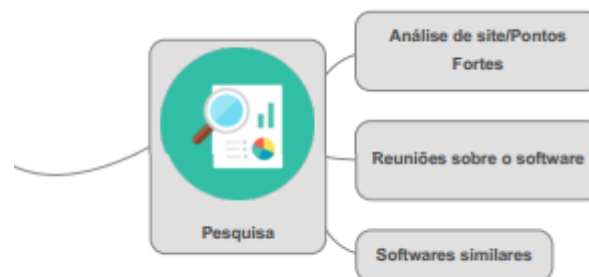 Análise de site/Pontos
Fortes
Reuniões sobre o software
Pesquisa
Softwares similares